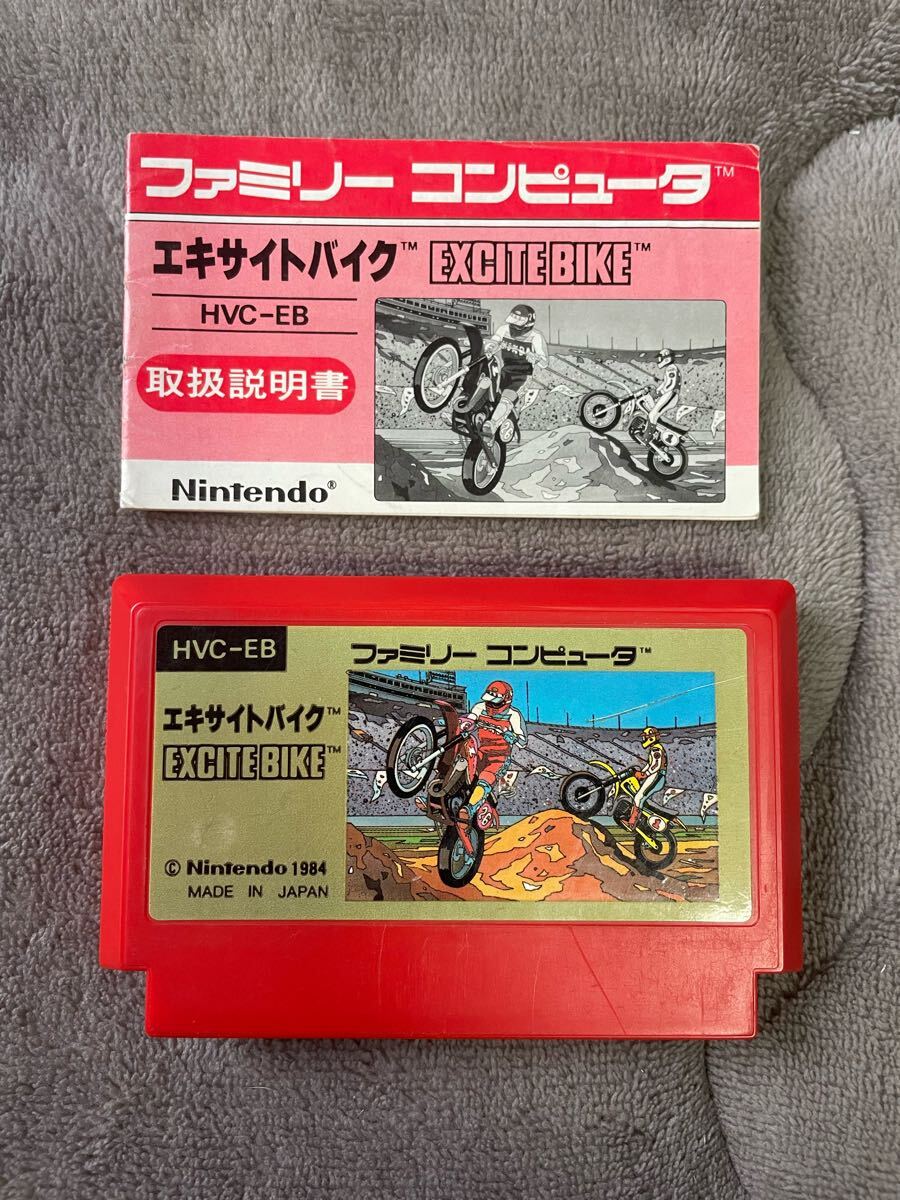 ファミリー コンピュータ™
エキサイトバイク™ EXCITEBIKE™
HVC-EB
取扱説明書
Nintendo®
HVC-EB
ファミリー コンピュータ™
エキサイトバイク™
EXCITEBIKE™
© Nintendo 1984
MADE IN JAPAN